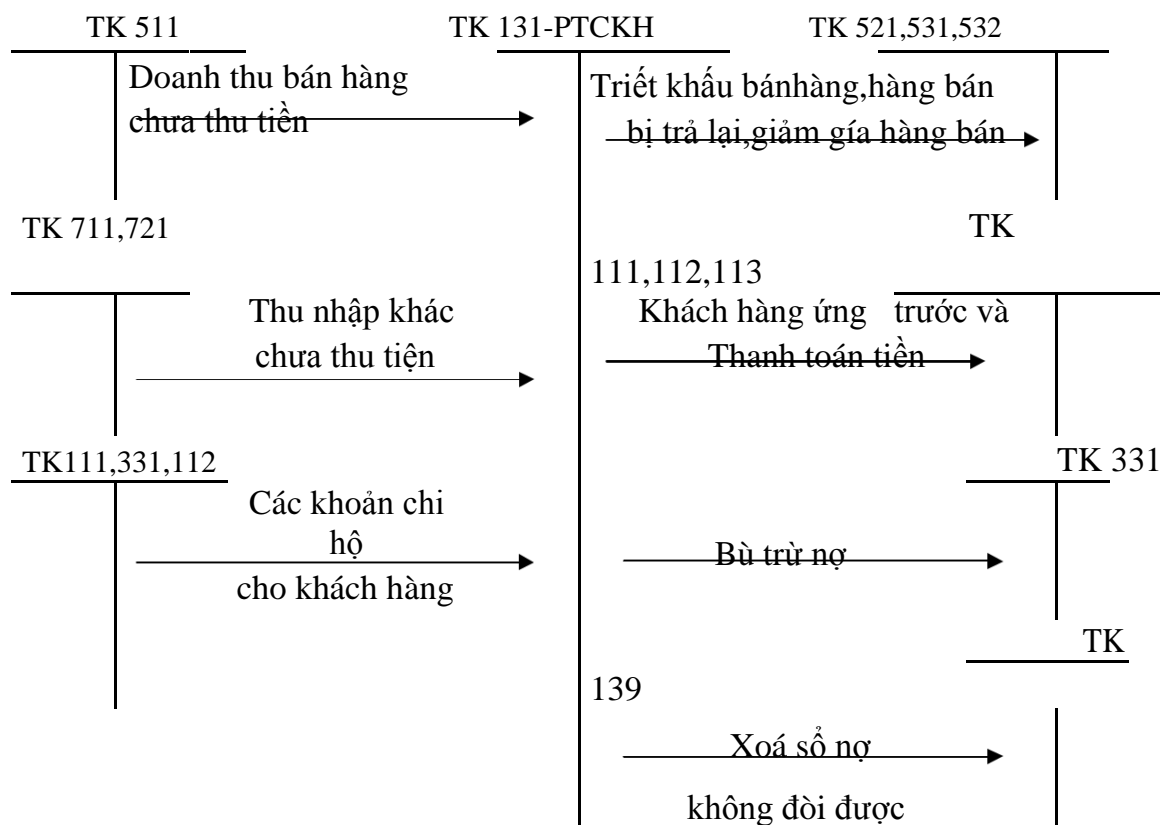 TK 511 TK 131-PTCKH TK 521,531,532
Doanh thu bán hàng
chưa thu tiền
Triết khấu bánhàng,hàng bán
bị trả lại,giảm gía hàng bán
TK 711,721 TK
111,112,113
Thu nhập khác
chưa thu tiện
Khách hàng ứng trước và
Thanh toán tiền
TK111,331,112 TK 331
Các khoản chi
hộ
cho khách hàng
Bù trừ nợ
TK
139
Xoá sổ nợ
không đòi được